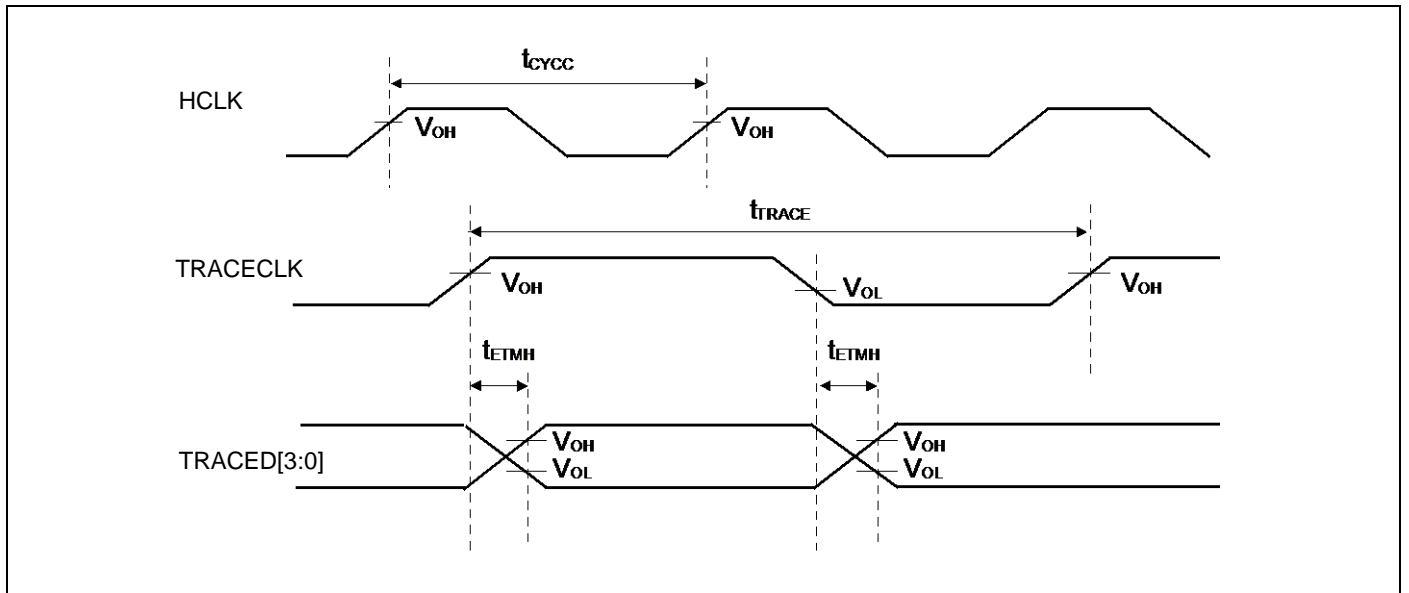 tCYCC
HCLK
VOH
VOH
tTRACE
TRACECLK
VOH
VOL
VOH
tETMH
tETMH
TRACED[3:0]
VOH
VOL
VOH
VOL